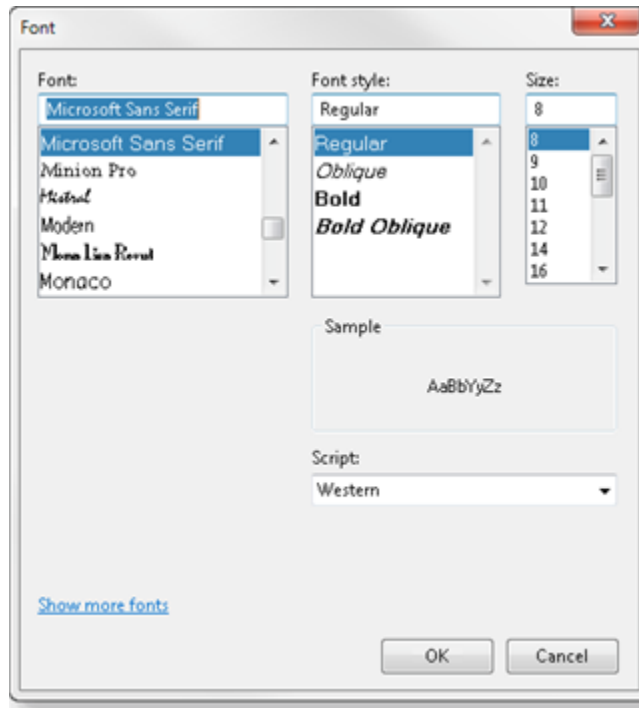 Font
Font:
Microsoft Sans Serif
Microsoft Sans Serif
Minion Pro
Mistral
Modern
Mona Lisa Recut
Monaco
Font style:
Regular
Regular
Oblique
Bold
Bold Oblique
Size:
8
8
9
10
11
12
14
16
Sample
AaBbYyZz
Script:
Western
Show more fonts
OK
Cancel